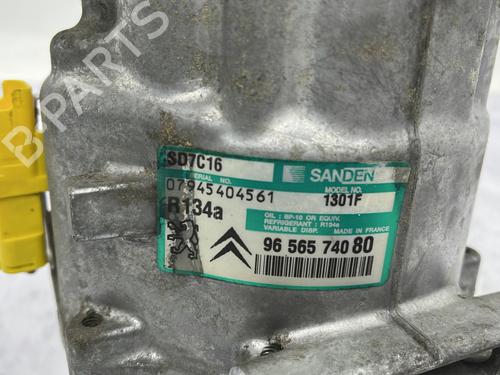 SD7C16
SANDEN
SERIAL NO.
MODEL NO.
07945404561
1301F
R134a
OIL : SP-10 OR EQUIV.
REFRIGERANT : R134a
VARIABLE DISP. MADE IN FRANCE
96 565 740 80
B-PARTS